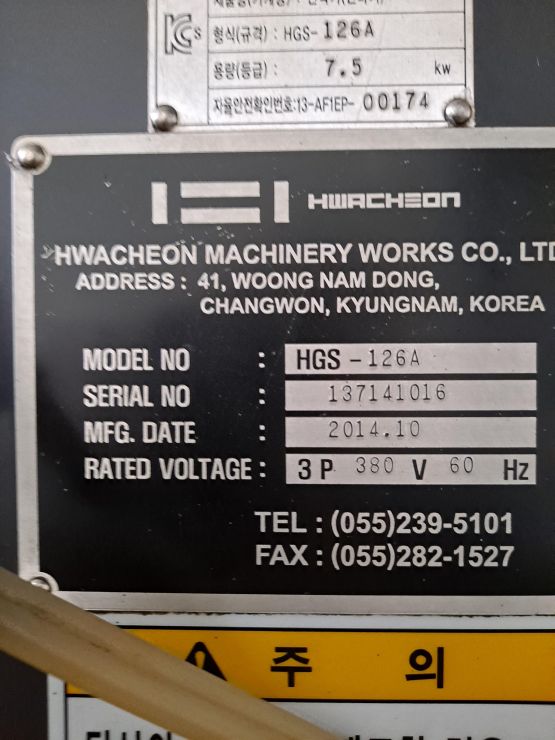 형식(규격) : HGS-126A
용량(등급) : 7.5 kw
자율안전확인번호:13-AF1EP-00174
HWACHEON
HWACHEON MACHINERY WORKS CO., LTD
ADDRESS : 41, WOONG NAM DONG,
CHANGWON, KYUNGNAM, KOREA
MODEL NO : HGS-126A
SERIAL NO : 137141016
MFG. DATE : 2014.10
RATED VOLTAGE : 3 P 380 V 60 Hz
TEL : (055)239-5101
FAX : (055)282-1527
주 의